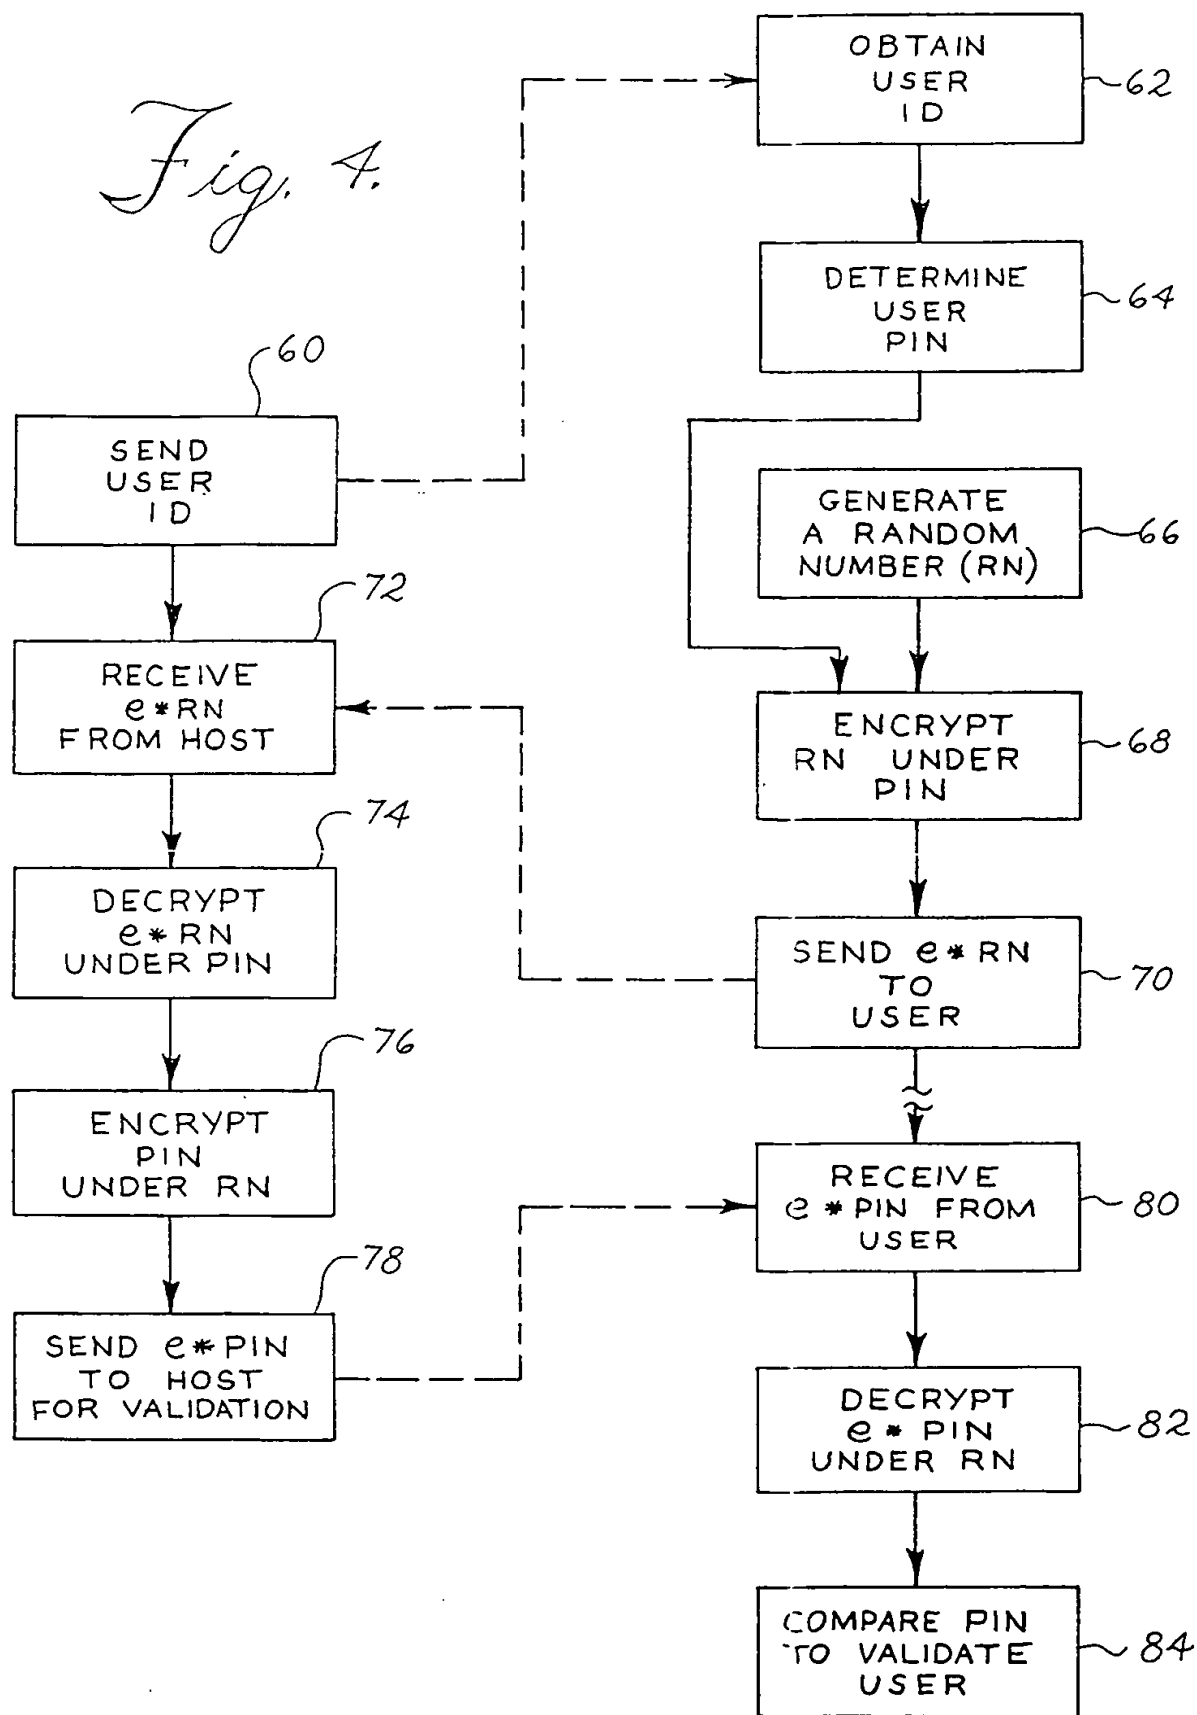 Fig. 4.
OBTAIN
USER
ID
62
DETERMINE
USER
PIN
64
60
SEND
USER
ID
GENERATE
A RANDOM
NUMBER (RN)
66
72
RECEIVE
e*RN
FROM HOST
ENCRYPT
RN UNDER
PIN
68
74
DECRYPT
e*RN
UNDER PIN
SEND e*RN
TO
USER
70
76
ENCRYPT
PIN
UNDER RN
RECEIVE
e*PIN FROM
USER
80
78
SEND e*PIN
TO HOST
FOR VALIDATION
DECRYPT
e*PIN
UNDER RN
82
COMPARE PIN
TO VALIDATE
USER
84